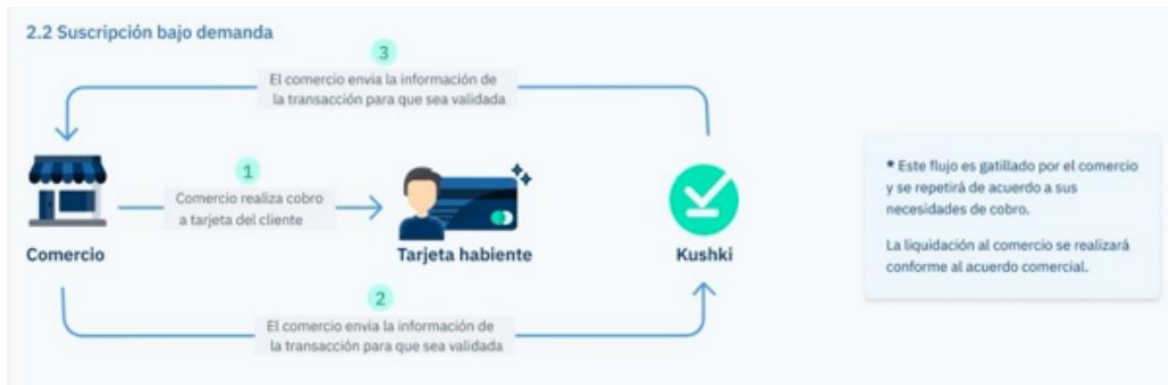 2.2 Suscripción bajo demanda
3
El comercio envia la información de
la transacción para que sea validada
1
Comercio realiza cobro
a tarjeta del cliente
Comercio
Tarjeta habiente
Kushki
2
El comercio envia la información de
la transacción para que sea validada
* Este flujo es gatillado por el comercio
y se repetirá de acuerdo a sus
necesidades de cobro.
La liquidación al comercio se realizará
conforme al acuerdo comercial.